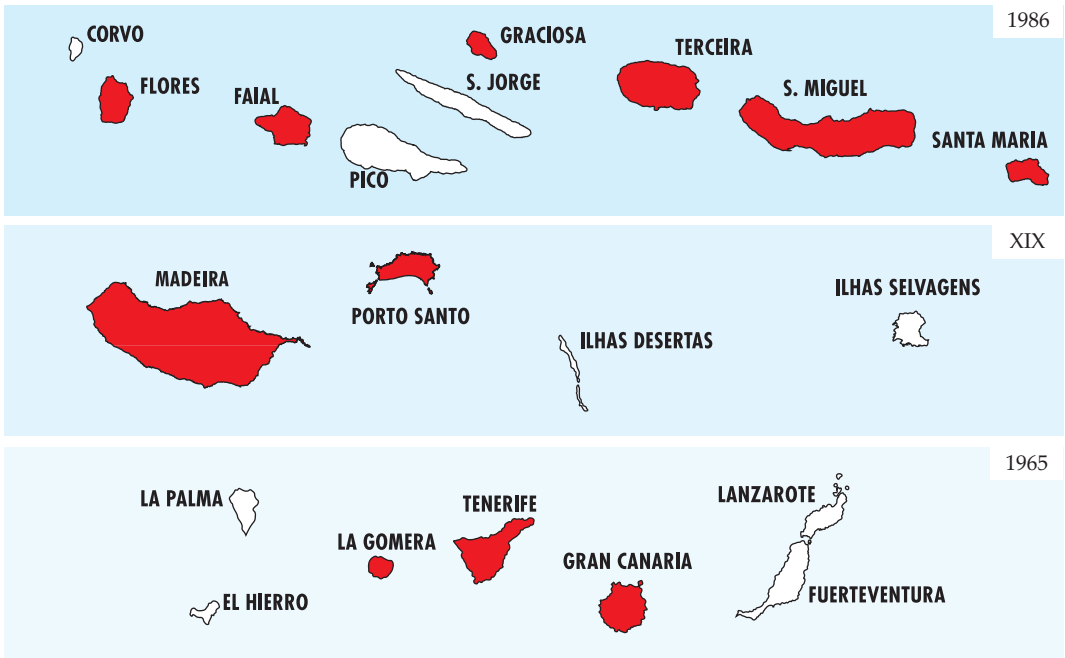 1986
CORVO
GRACIOSA
TERCEIRA
FLORES
FAIAL
S. JORGE
S. MIGUEL
SANTA MARIA
PICO
XIX
MADEIRA
PORTO SANTO
ILHAS DESERTAS
ILHAS SELVAGENS
1965
LA PALMA
TENERIFE
LANZAROTE
LA GOMERA
GRAN CANARIA
EL HIERRO
FUERTEVENTURA